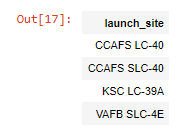 Out[17]: launch_site
CCAFS LC-40
CCAFS SLC-40
KSC LC-39A
VAFB SLC-4E